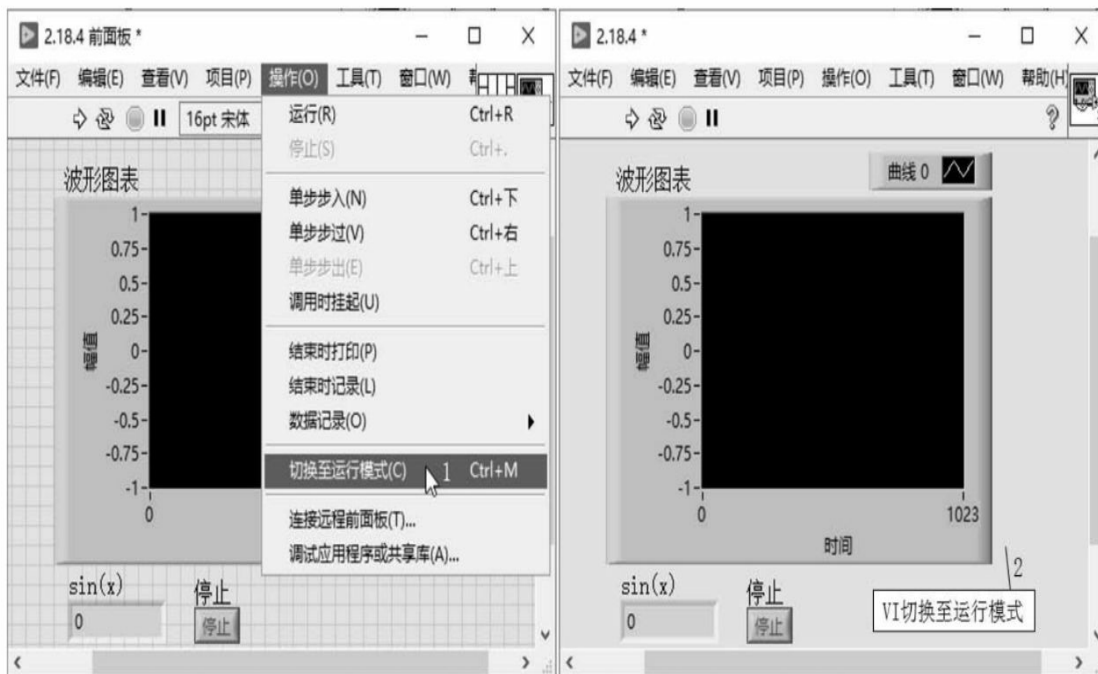 2.18.4 前面板 *
文件(F) 编辑(E) 查看(V) 项目(P) 操作(O) 工具(T) 窗口(W)
16pt 宋体
运行(R) Ctrl+R
停止(S) Ctrl+.
单步步入(N) Ctrl+下
单步步过(V) Ctrl+右
单步步出(E) Ctrl+上
调用时挂起(U)
结束时打印(P)
结束时记录(L)
数据记录(O)
切换至运行模式(C) 1 Ctrl+M
连接远程前面板(T)...
调试应用程序或共享库(A)...
波形图表
1
0.75
0.5
0.25
0
-0.25
-0.5
-0.75
-1
幅值
0
sin(x)
0
停止
停止
2.18.4 *
文件(F) 编辑(E) 查看(V) 项目(P) 操作(O) 工具(T) 窗口(W) 帮助(H)
波形图表
曲线 0
1
0.75
0.5
0.25
0
-0.25
-0.5
-0.75
-1
幅值
0 1023
时间
sin(x)
0
停止
停止
2
VI切换至运行模式